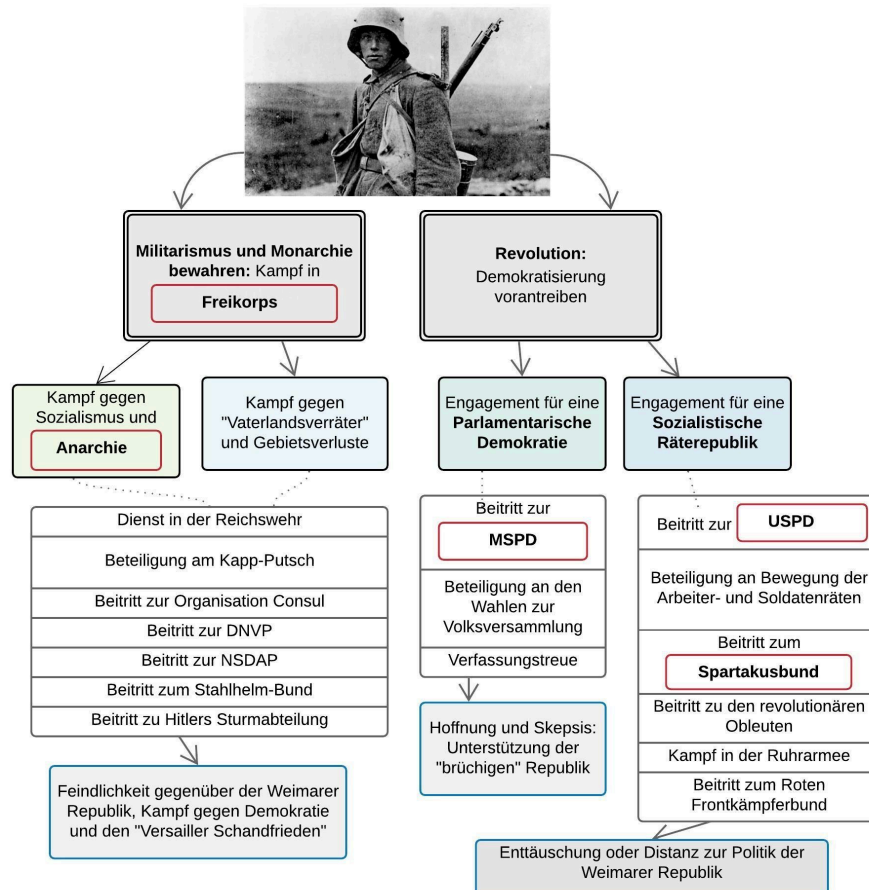 Militarismus und Monarchie
bewahren: Kampf in
Freikorps
Revolution:
Demokratisierung
vorantreiben
Kampf gegen
Sozialismus und
Anarchie
Kampf gegen
"Vaterlandsverräter"
und Gebietsverluste
Engagement für eine
Parlamentarische
Demokratie
Engagement für eine
Sozialistische
Räterepublik
Dienst in der Reichswehr
Beteiligung am Kapp-Putsch
Beitritt zur Organisation Consul
Beitritt zur DNVP
Beitritt zur NSDAP
Beitritt zum Stahlhelm-Bund
Beitritt zu Hitlers Sturmabteilung
Feindlichkeit gegenüber der Weimarer
Republik, Kampf gegen Demokratie
und den "Versailler Schandfrieden"
Beitritt zur
MSPD
Beteiligung an den
Wahlen zur
Volksversammlung
Verfassungstreue
Hoffnung und Skepsis:
Unterstützung der
"brüchigen" Republik
Beitritt zur USPD
Beteiligung an Bewegung der
Arbeiter- und Soldatenräten
Beitritt zum
Spartakusbund
Beitritt zu den revolutionären
Obleuten
Kampf in der Ruhrarmee
Beitritt zum Roten
Frontkämpferbund
Enttäuschung oder Distanz zur Politik der
Weimarer Republik